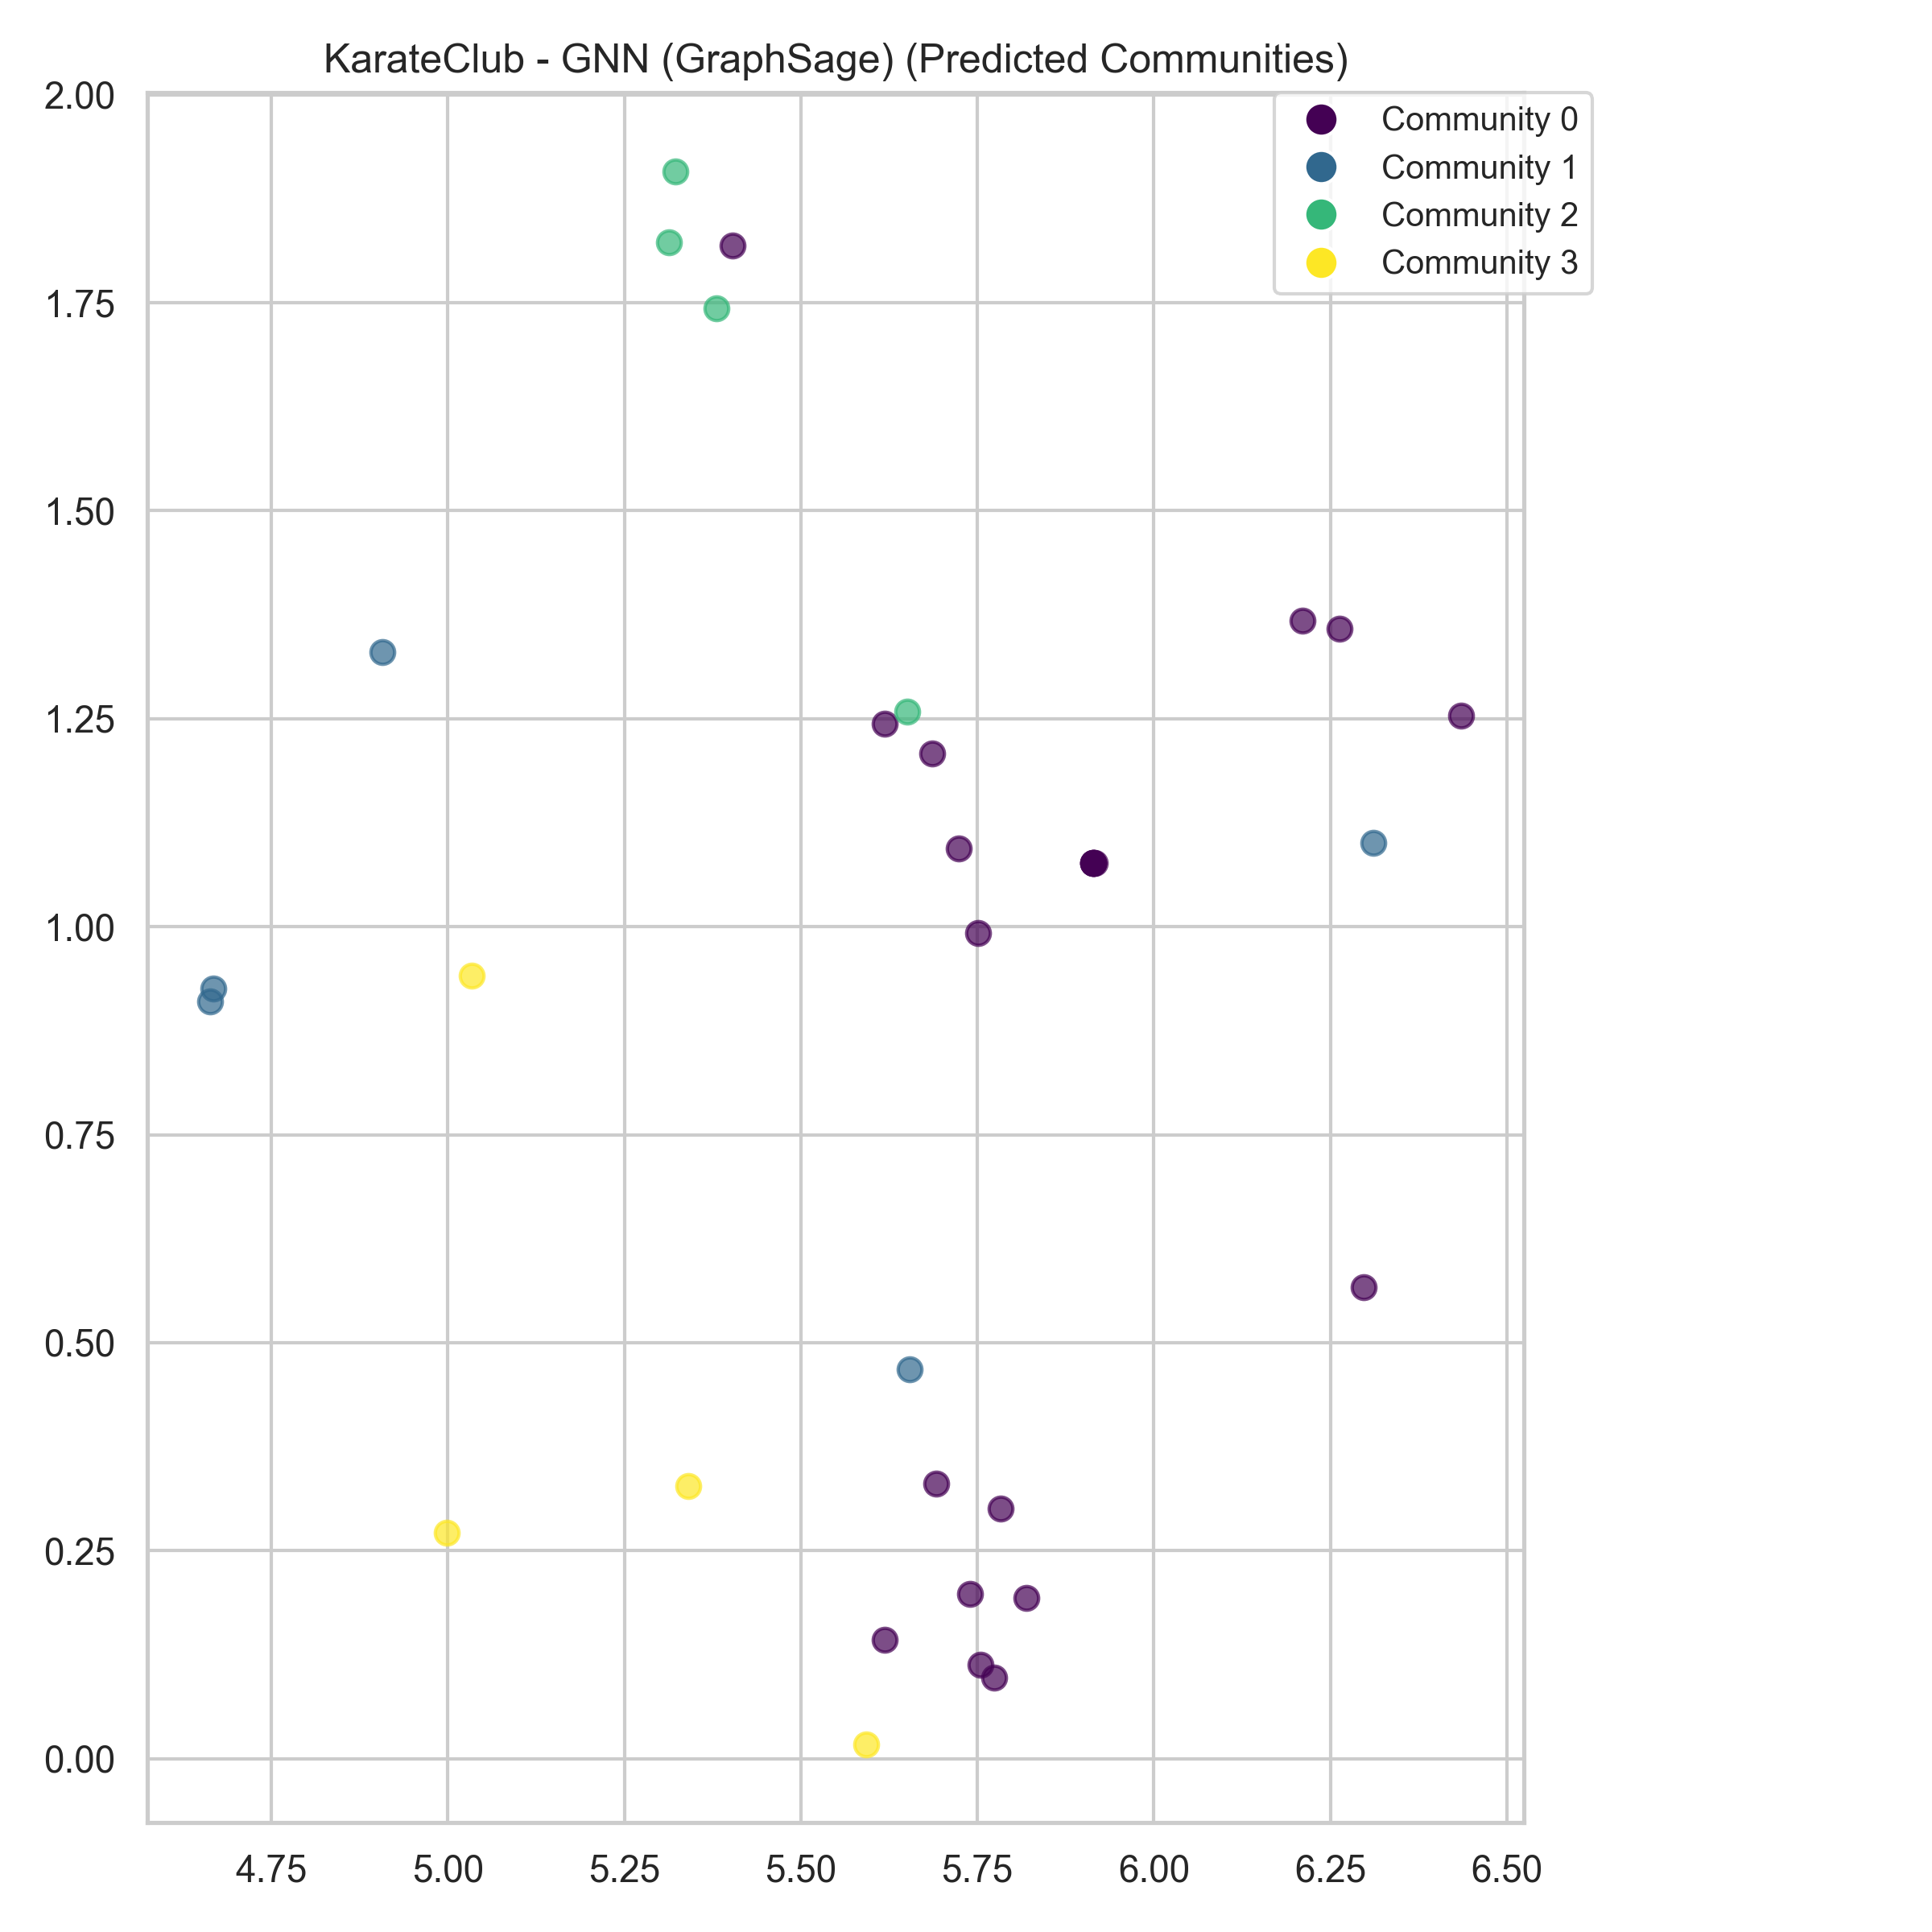 KarateClub - GNN (GraphSage) (Predicted Communities)
2.00
Community 0
Community 1
Community 2
Community 3
1.75
1.50
1.25
1.00
0.75
0.50
0.25
0.00
4.75 5.00 5.25 5.50 5.75 6.00 6.25 6.50